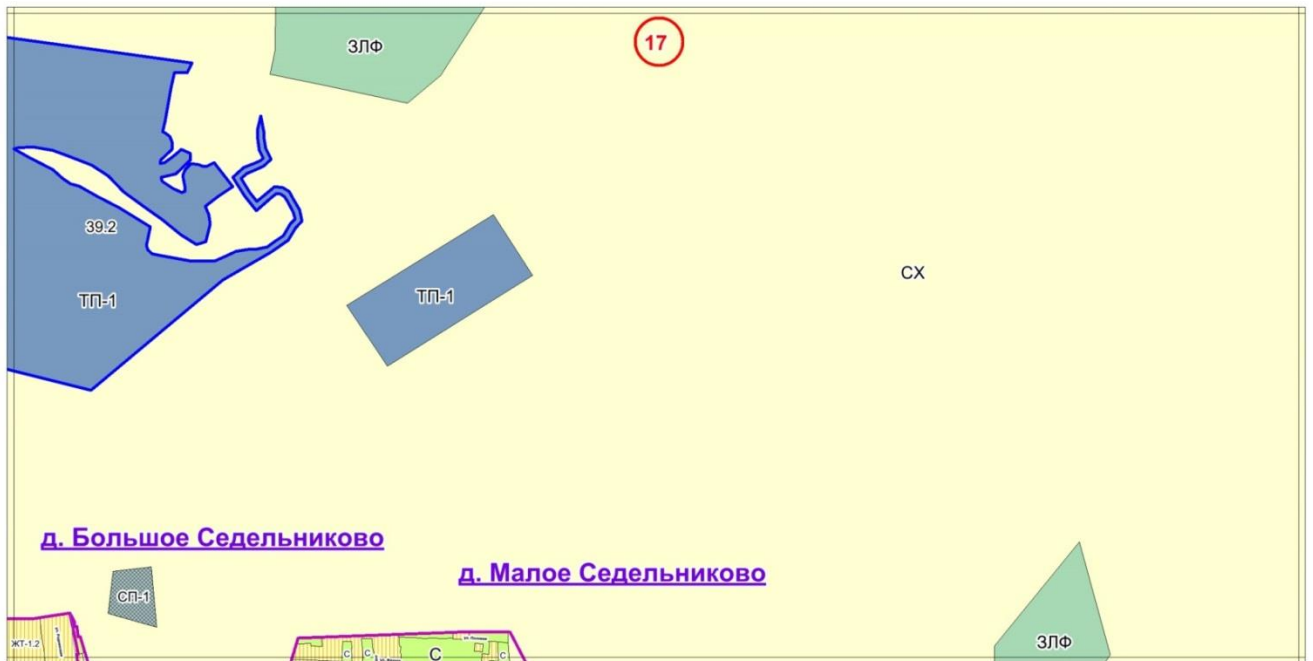 ЗЛФ
17
39.2
ТП-1
ТП-1
СХ
д. Большое Седельниково
д. Малое Седельниково
СП-1
ЖТ-1.2
С
С
С
С
ЗЛФ